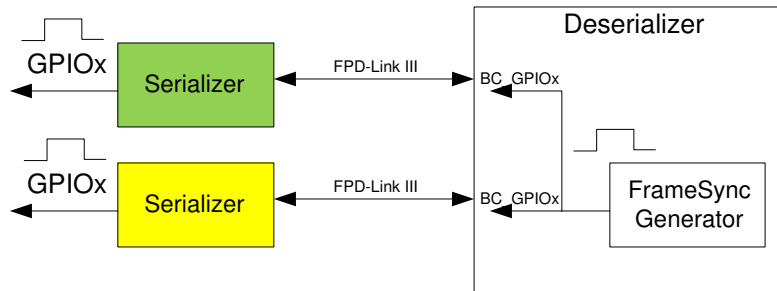 Deserializer
GPIOx
Serializer
FPD-Link III
BC_GPIOx
GPIOx
Serializer
FPD-Link III
BC_GPIOx
FrameSync
Generator